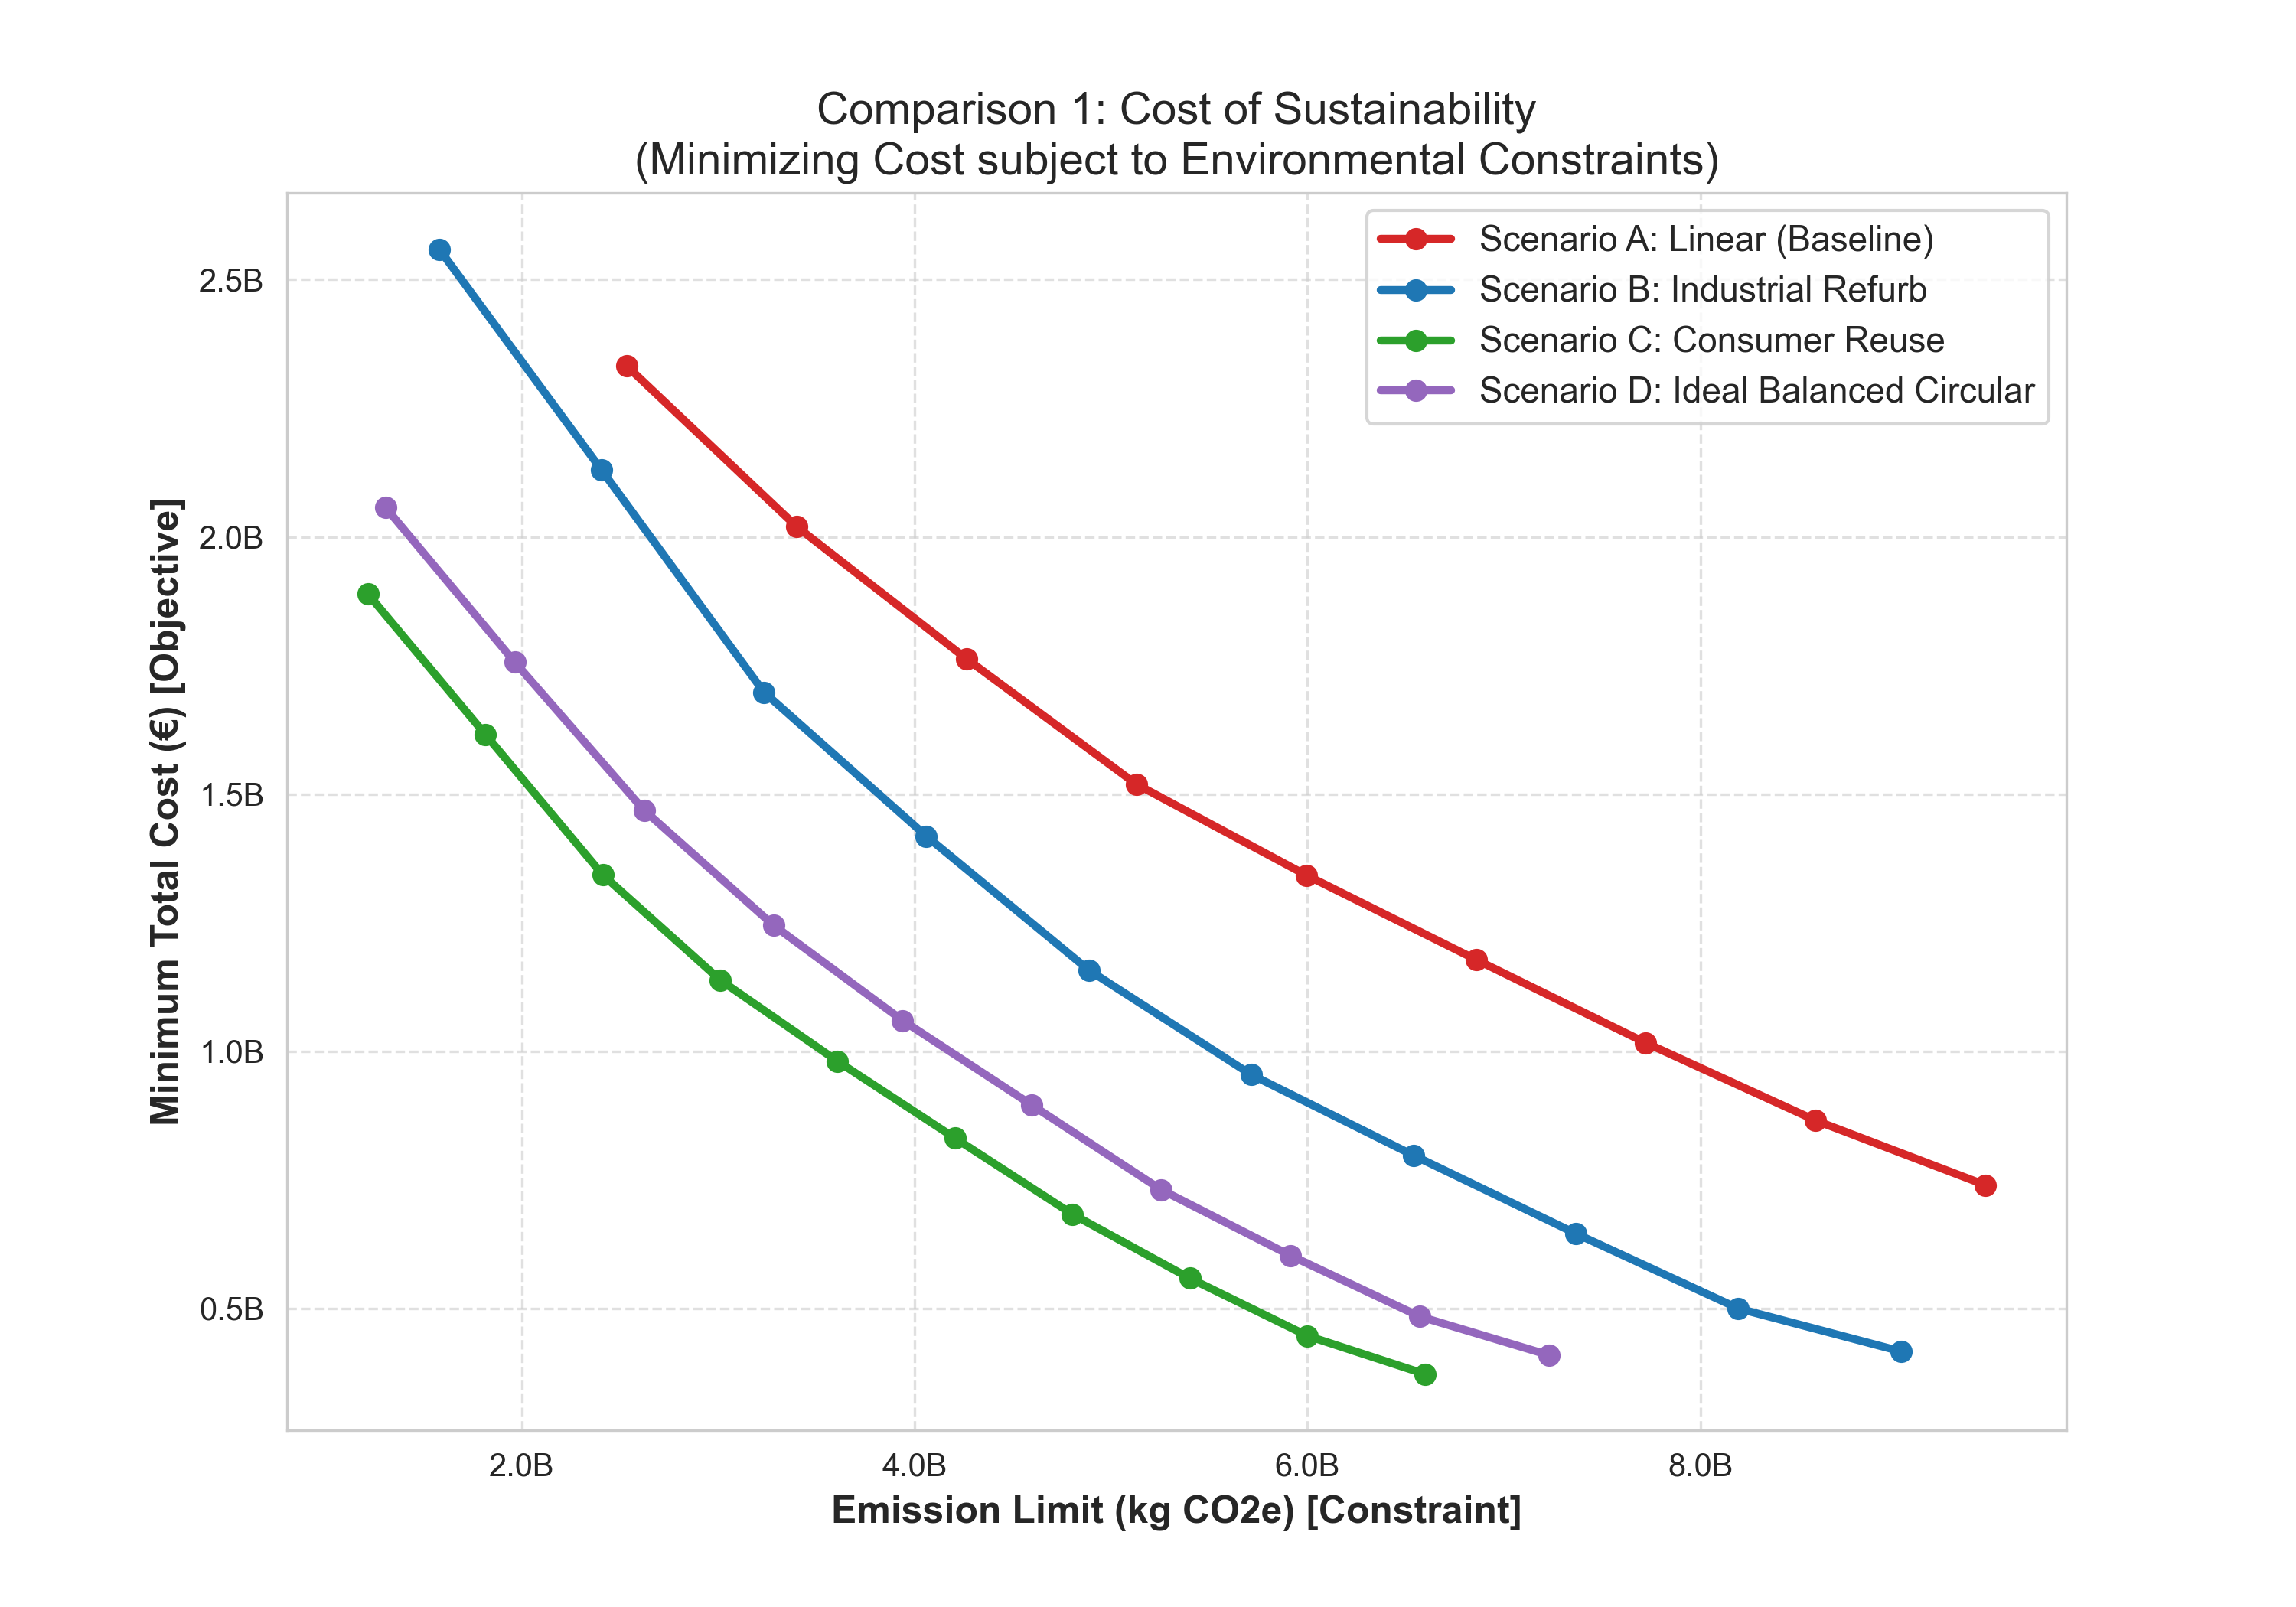 Comparison 1: Cost of Sustainability
(Minimizing Cost subject to Environmental Constraints)
Scenario A: Linear (Baseline)
Scenario B: Industrial Refurb
Scenario C: Consumer Reuse
Scenario D: Ideal Balanced Circular
Minimum Total Cost (€) [Objective]
2.5B
2.0B
1.5B
1.0B
0.5B
2.0B
4.0B
6.0B
8.0B
Emission Limit (kg CO2e) [Constraint]